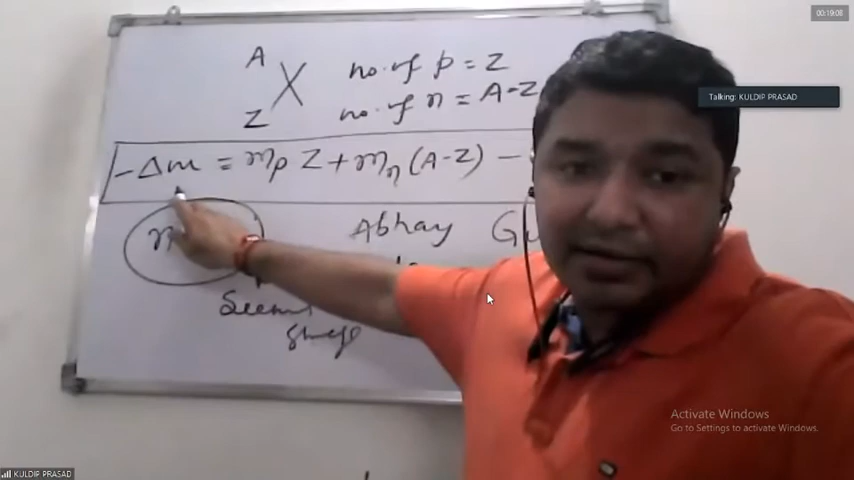 00:19:08
A
Z X no. of p = Z
no. of n = A-Z
Talking: KULDIP PRASAD
-Δm = mp Z + mn (A-Z) -
Abhay
Activate Windows
Go to Settings to activate Windows.
KULDIP PRASAD